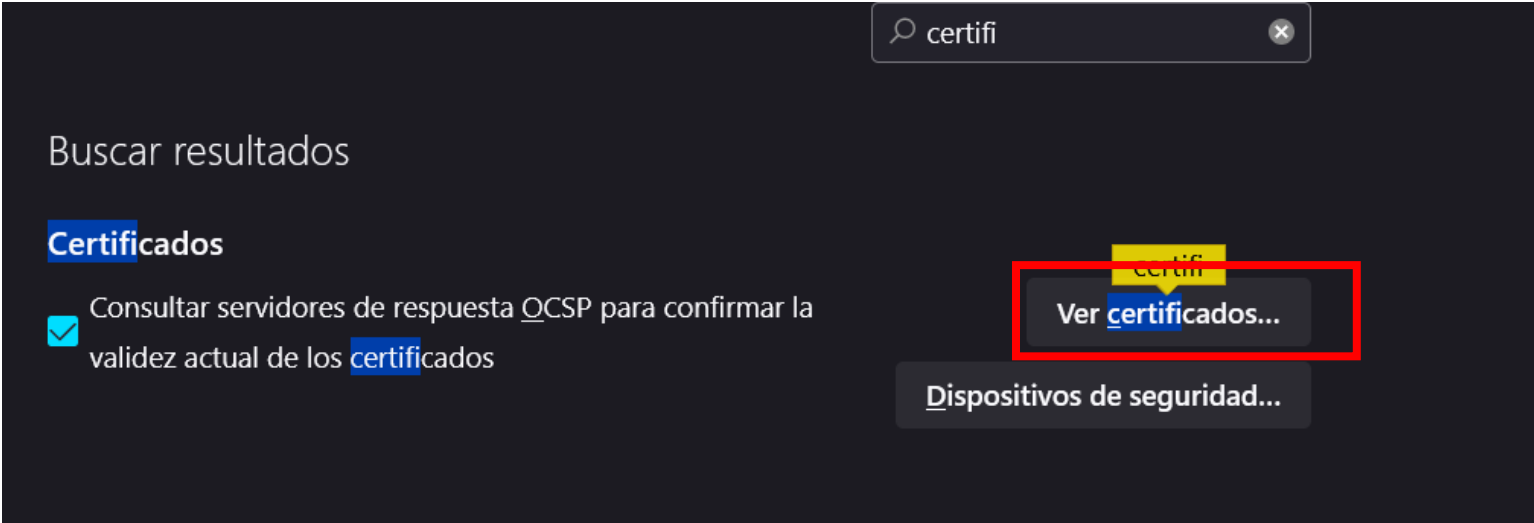 certifi
Buscar resultados
Certificados
Consultar servidores de respuesta OCSP para confirmar la
validez actual de los certificados
certifi
Ver certificados...
Dispositivos de seguridad...